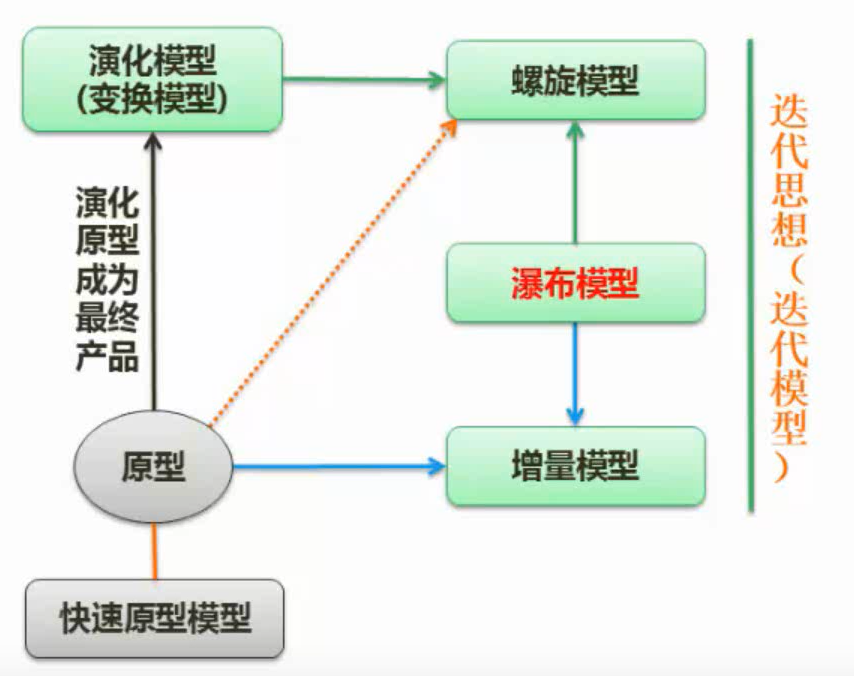 演化模型
(变换模型)
螺旋模型
演化
原型
成为
最终
产品
瀑布模型
原型
增量模型
快速原型模型
迭代思想（迭代模型）